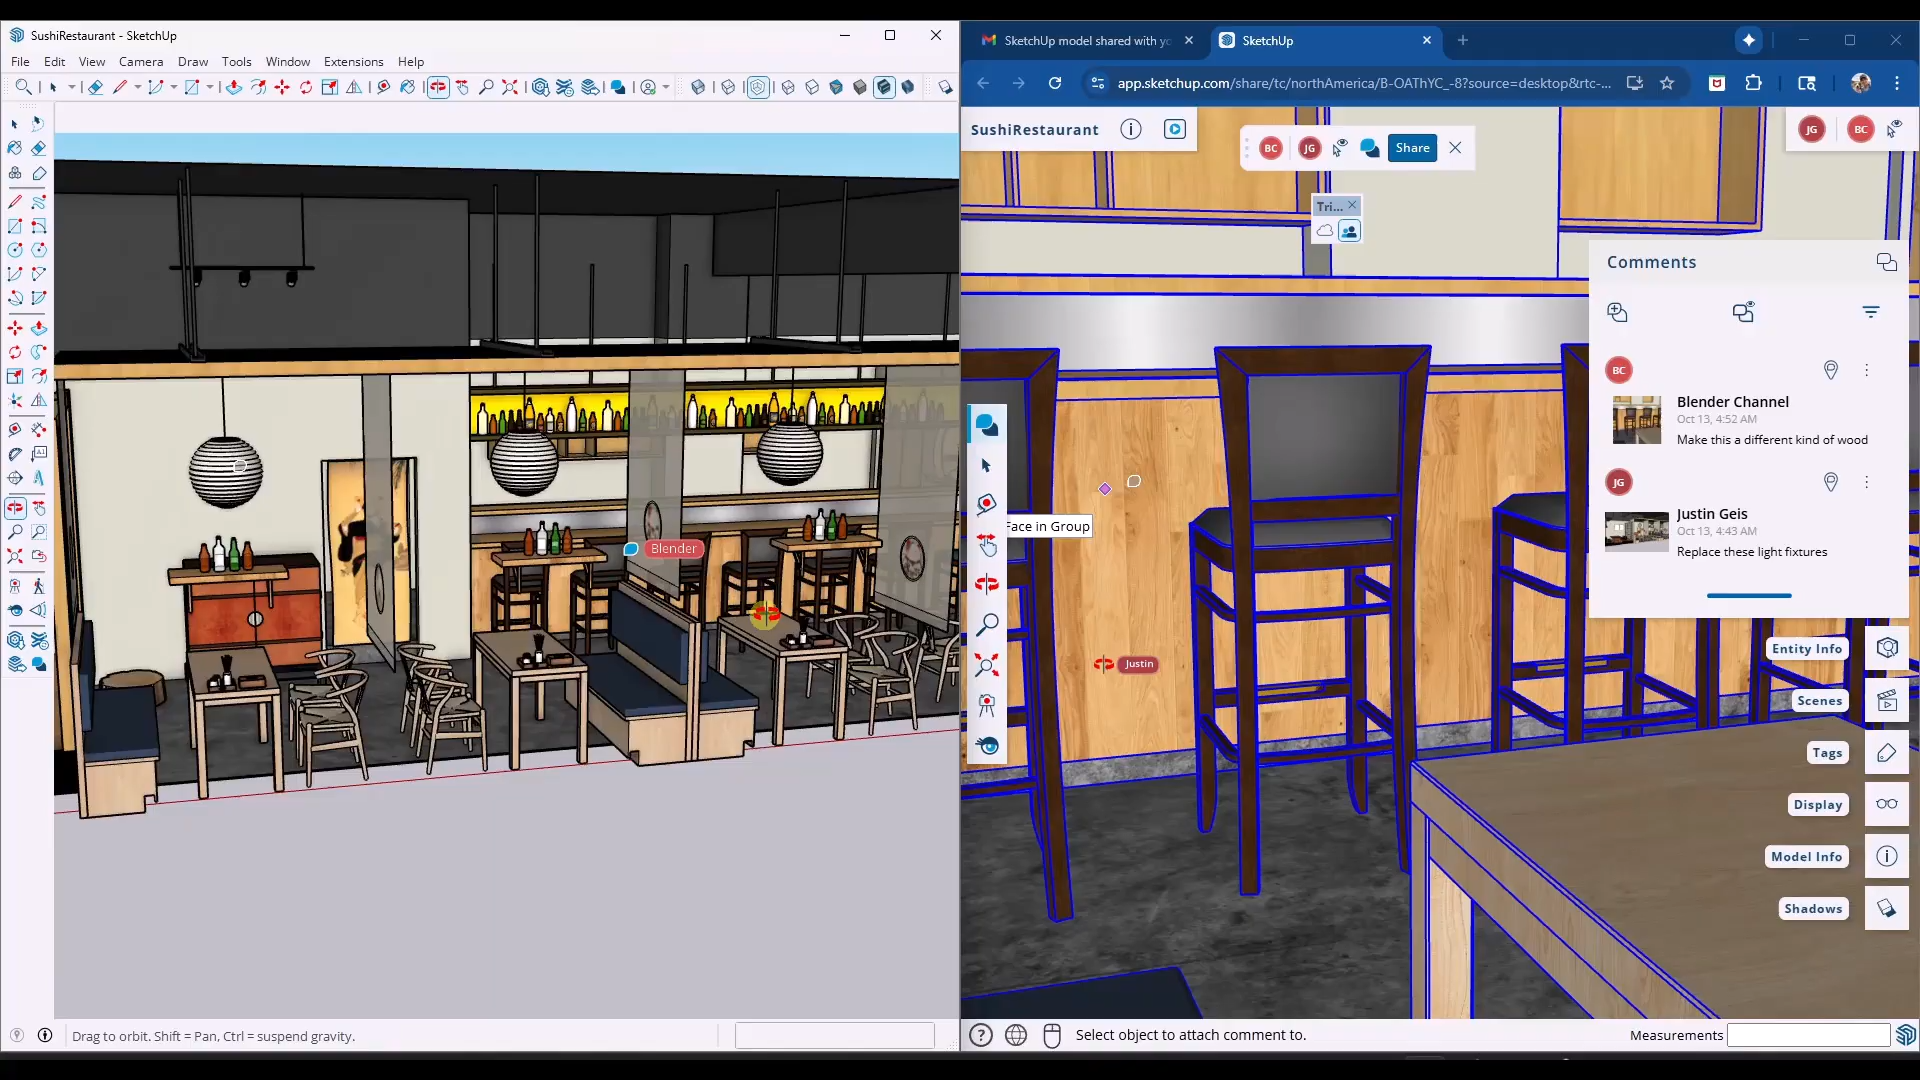 SushiRestaurant - SketchUp
File Edit View Camera Draw Tools Window Extensions Help
Blender
Drag to orbit. Shift = Pan, Ctrl = suspend gravity.
SketchUp model shared with yo
SketchUp
app.sketchup.com/share/tc/northAmerica/B-OAThYC_-8?source=desktop&rtc-...
SushiRestaurant
BC JG Share
JG BC
Tri...
Comments
BC
Blender Channel
Oct 13, 4:52 AM
Make this a different kind of wood
JG
Justin Geis
Oct 13, 4:43 AM
Replace these light fixtures
Face in Group
Justin
Entity Info
Scenes
Tags
Display
Model Info
Shadows
Select object to attach comment to.
Measurements